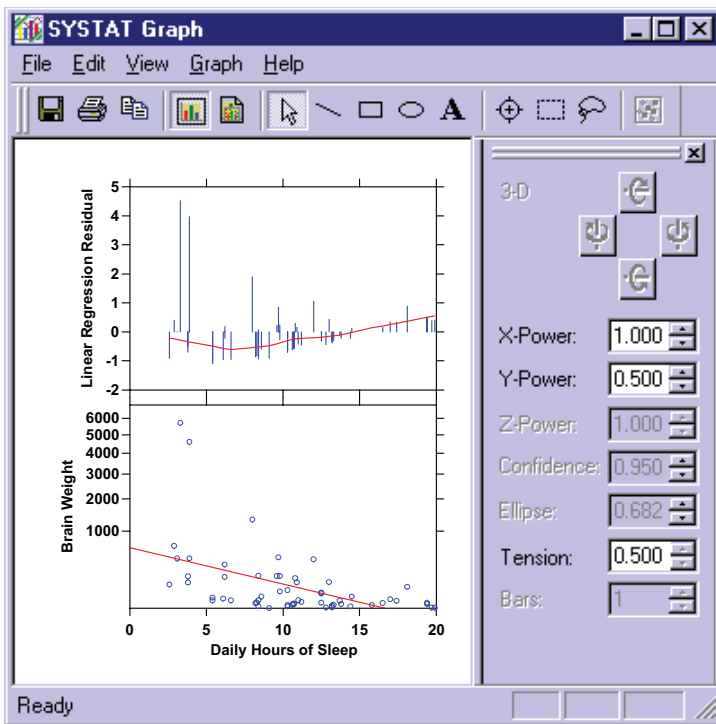 SYSTAT Graph
File Edit View Graph Help
A
Linear Regression Residual
5
4
3
2
1
0
-1
-2
Brain Weight
6000
5000
4000
3000
2000
1000
0 5 10 15 20
Daily Hours of Sleep
3-D
X-Power: 1.000
Y-Power: 0.500
Z-Power: 1.000
Confidence: 0.950
Ellipse: 0.682
Tension: 0.500
Bars: 1
Ready